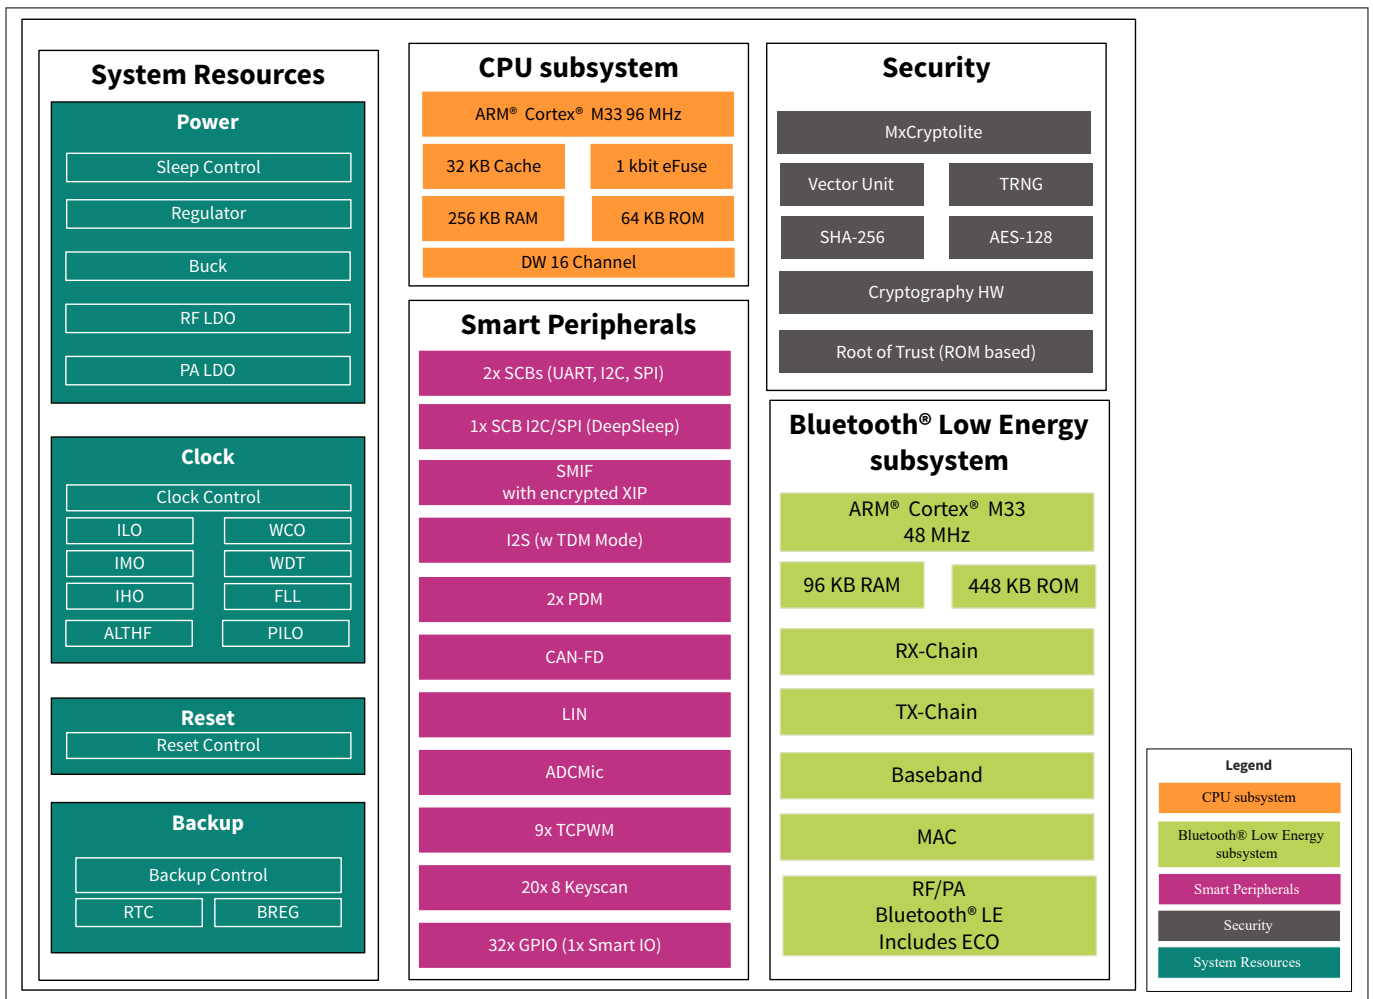 System Resources
Power
Sleep Control
Regulator
Buck
RF LDO
PA LDO
Clock
Clock Control
ILO
WCO
IMO
WDT
IHO
FLL
ALTHF
PILO
Reset
Reset Control
Backup
Backup Control
RTC
BREG
CPU subsystem
ARM® Cortex® M33 96 MHz
32 KB Cache
1 kbit eFuse
256 KB RAM
64 KB ROM
DW 16 Channel
Smart Peripherals
2x SCBs (UART, I2C, SPI)
1x SCB I2C/SPI (DeepSleep)
SMIF
with encrypted XIP
I2S (w TDM Mode)
2x PDM
CAN-FD
LIN
ADCMic
9x TCPWM
20x 8 Keyscan
32x GPIO (1x Smart IO)
Security
MxCryptolite
Vector Unit
TRNG
SHA-256
AES-128
Cryptography HW
Root of Trust (ROM based)
Bluetooth® Low Energy
subsystem
ARM® Cortex® M33
48 MHz
96 KB RAM
448 KB ROM
RX-Chain
TX-Chain
Baseband
MAC
RF/PA
Bluetooth® LE
Includes ECO
Legend
CPU subsystem
Bluetooth® Low Energy
subsystem
Smart Peripherals
Security
System Resources